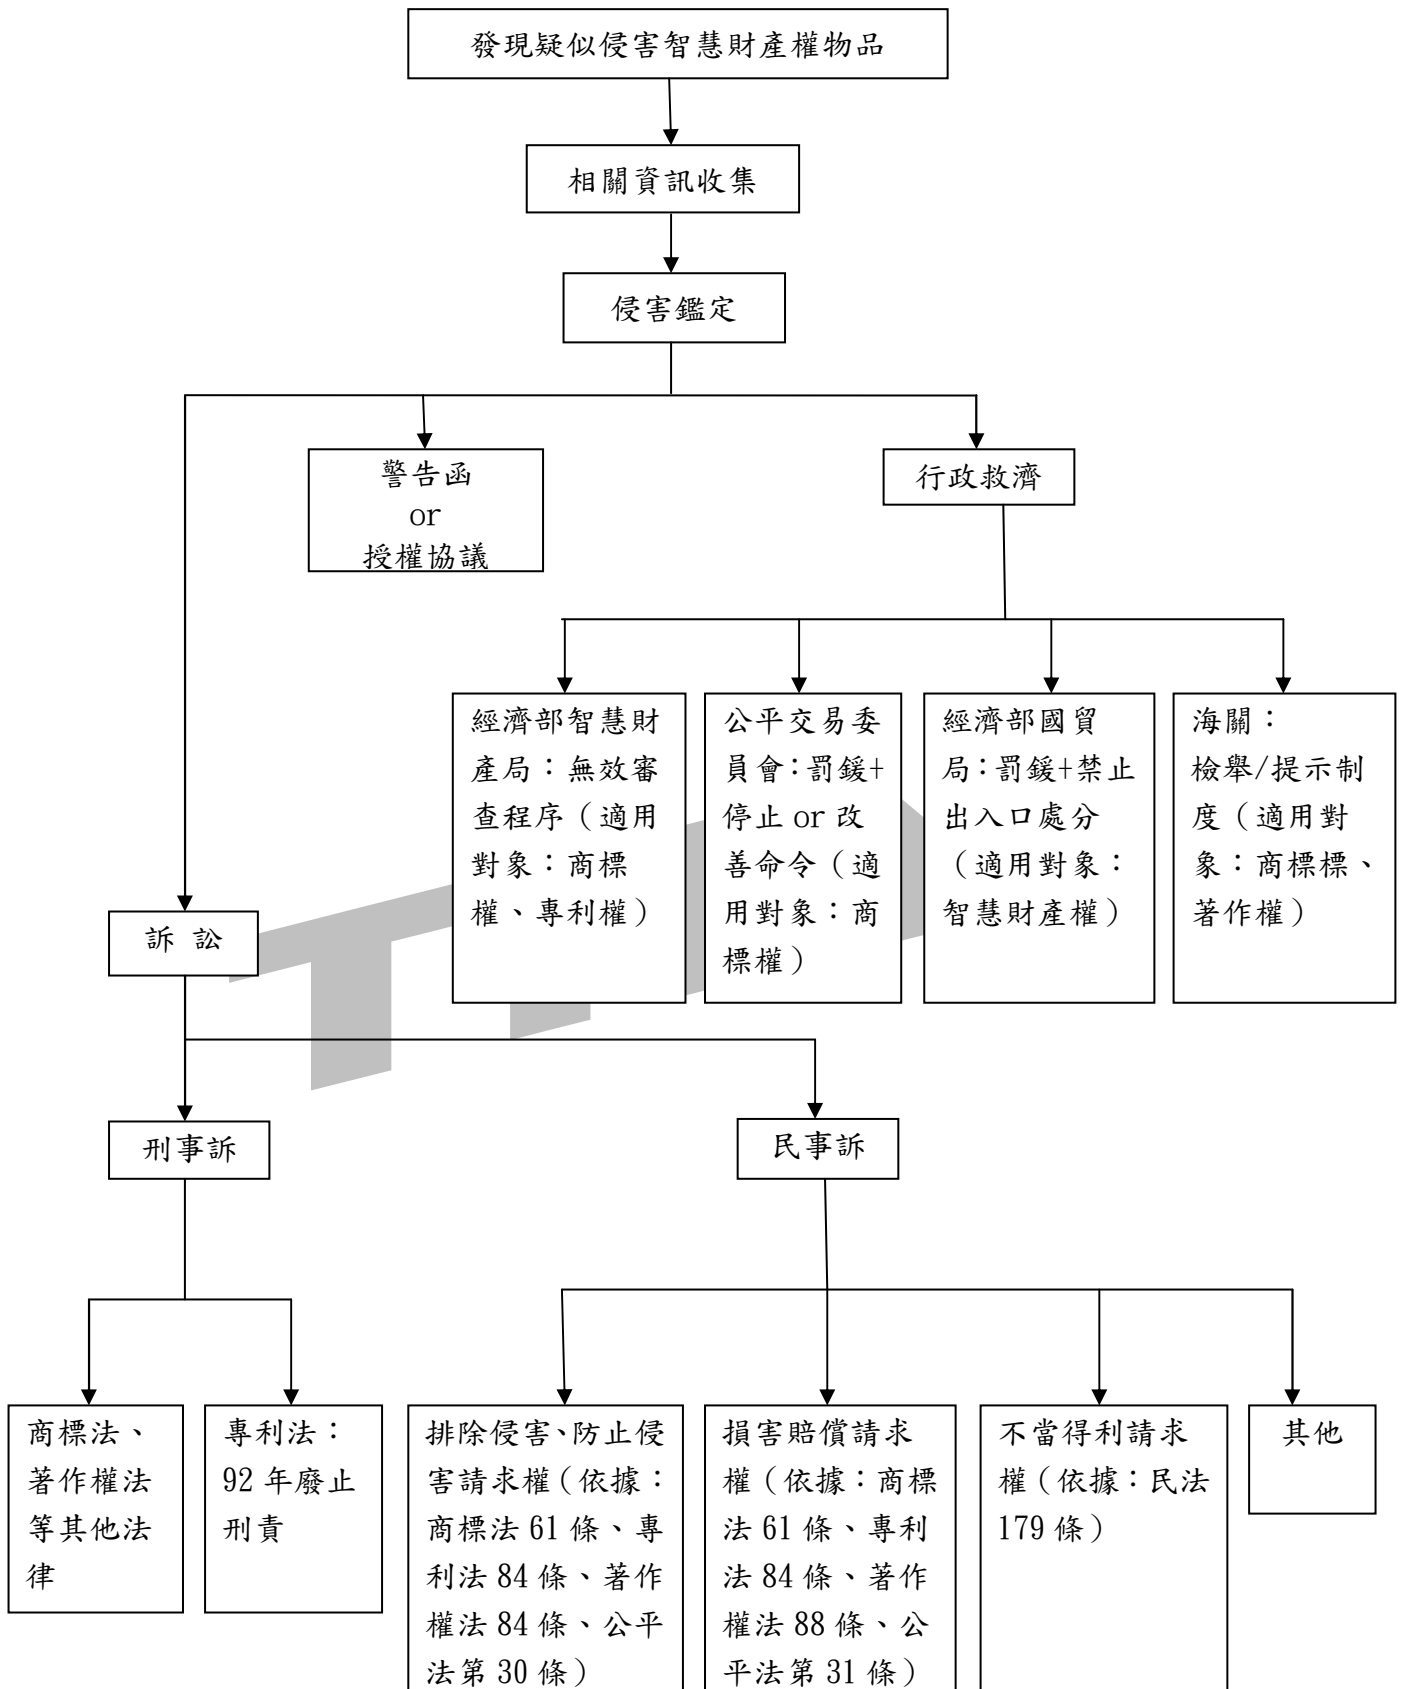 發現疑似侵害智慧財產權物品
相關資訊收集
侵害鑑定
警告函
or
授權協議
行政救濟
經濟部智慧財
產局：無效審
查程序（適用
對象：商標
權、專利權）
公平交易委
員會：罰鍰+
停止 or 改
善命令（適
用對象：商
標權）
經濟部國貿
局：罰鍰+禁止
出入口處分
（適用對象：
智慧財產權）
海關：
檢舉/提示制
度（適用對
象：商標標、
著作權）
訴 訟
刑事訴
民事訴
商標法、
著作權法
等其他法
律
專利法：
92 年廢止
刑責
排除侵害、防止侵
害請求權（依據：
商標法 61 條、專
利法 84 條、著作
權法 84 條、公平
法第 30 條）
損害賠償請求
權（依據：商標
法 61 條、專利
法 84 條、著作
權法 88 條、公
平法第 31 條）
不當得利請求
權（依據：民法
179 條）
其他